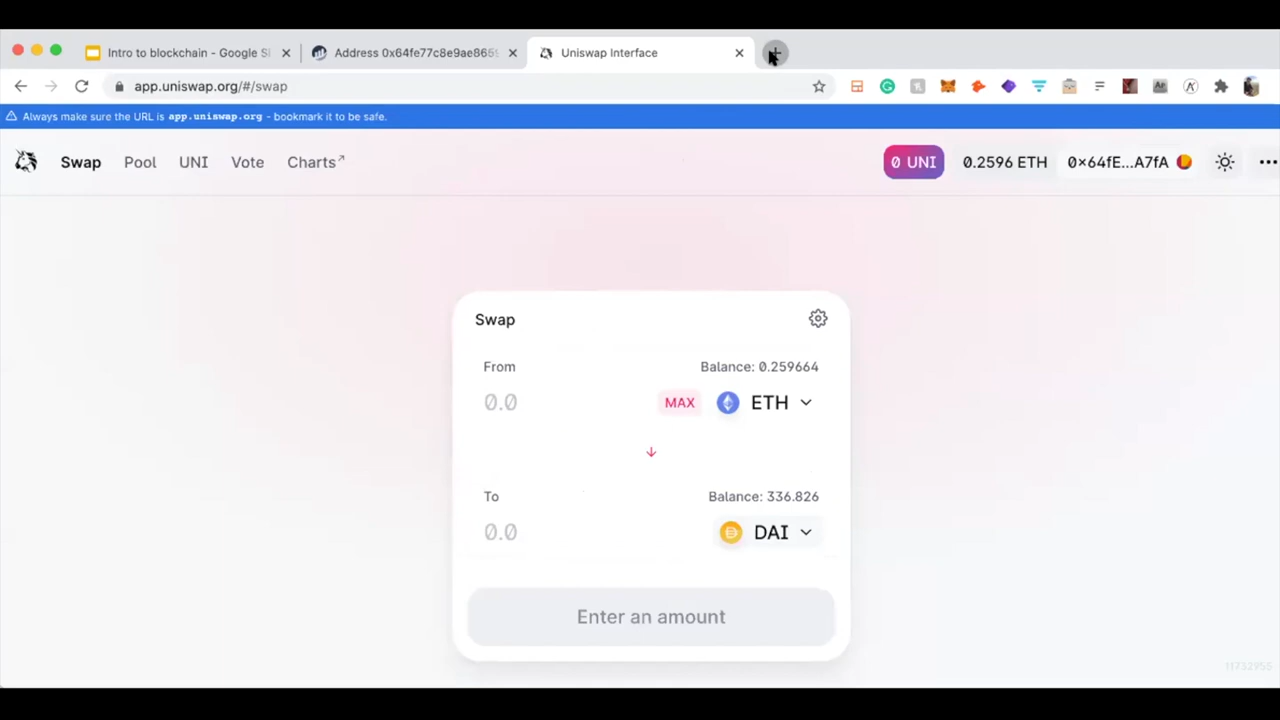 Intro to blockchain - Google Sl
Address 0x64fe77c8e9ae8659
Uniswap Interface
app.uniswap.org/#/swap
Always make sure the URL is app.uniswap.org - bookmark it to be safe.
Swap
Pool
UNI
Vote
Charts↗
0 UNI
0.2596 ETH
0x64fE...A7fA
Swap
From
Balance: 0.259664
0.0
MAX
ETH
To
Balance: 336.826
0.0
DAI
Enter an amount
11732955